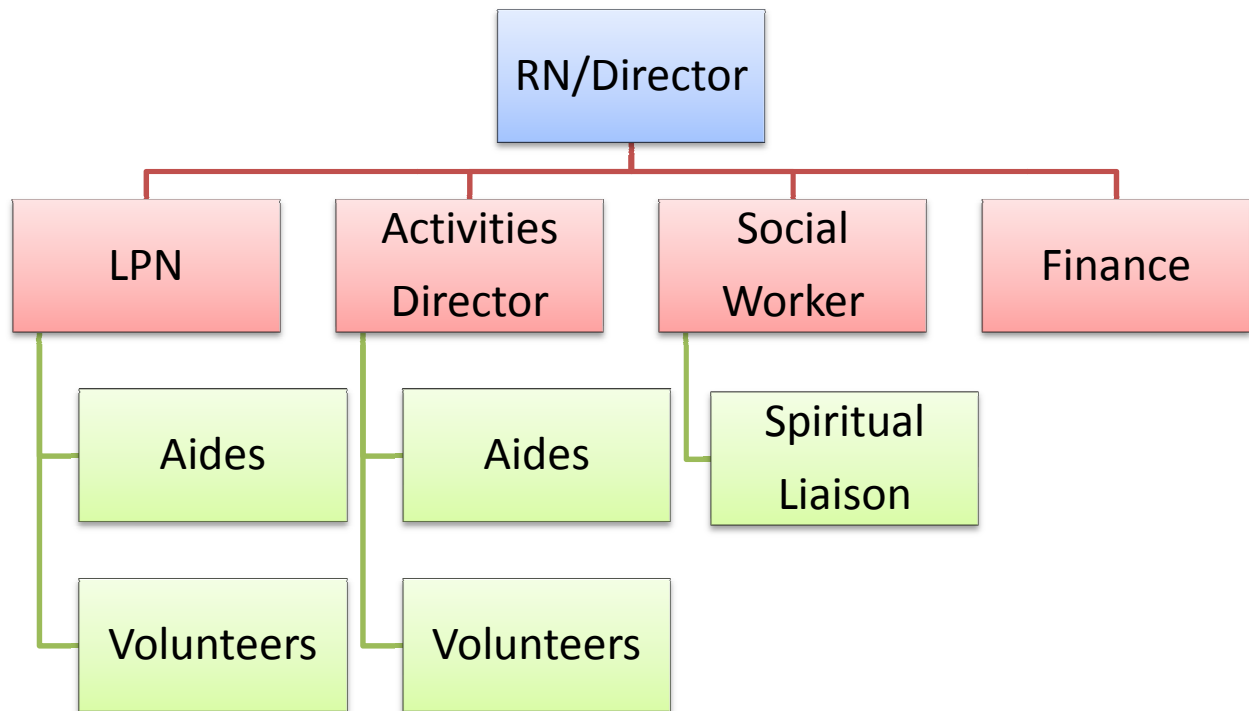 RN/Director
LPN
Activities
Director
Social
Worker
Finance
Aides
Aides
Spiritual
Liaison
Volunteers
Volunteers